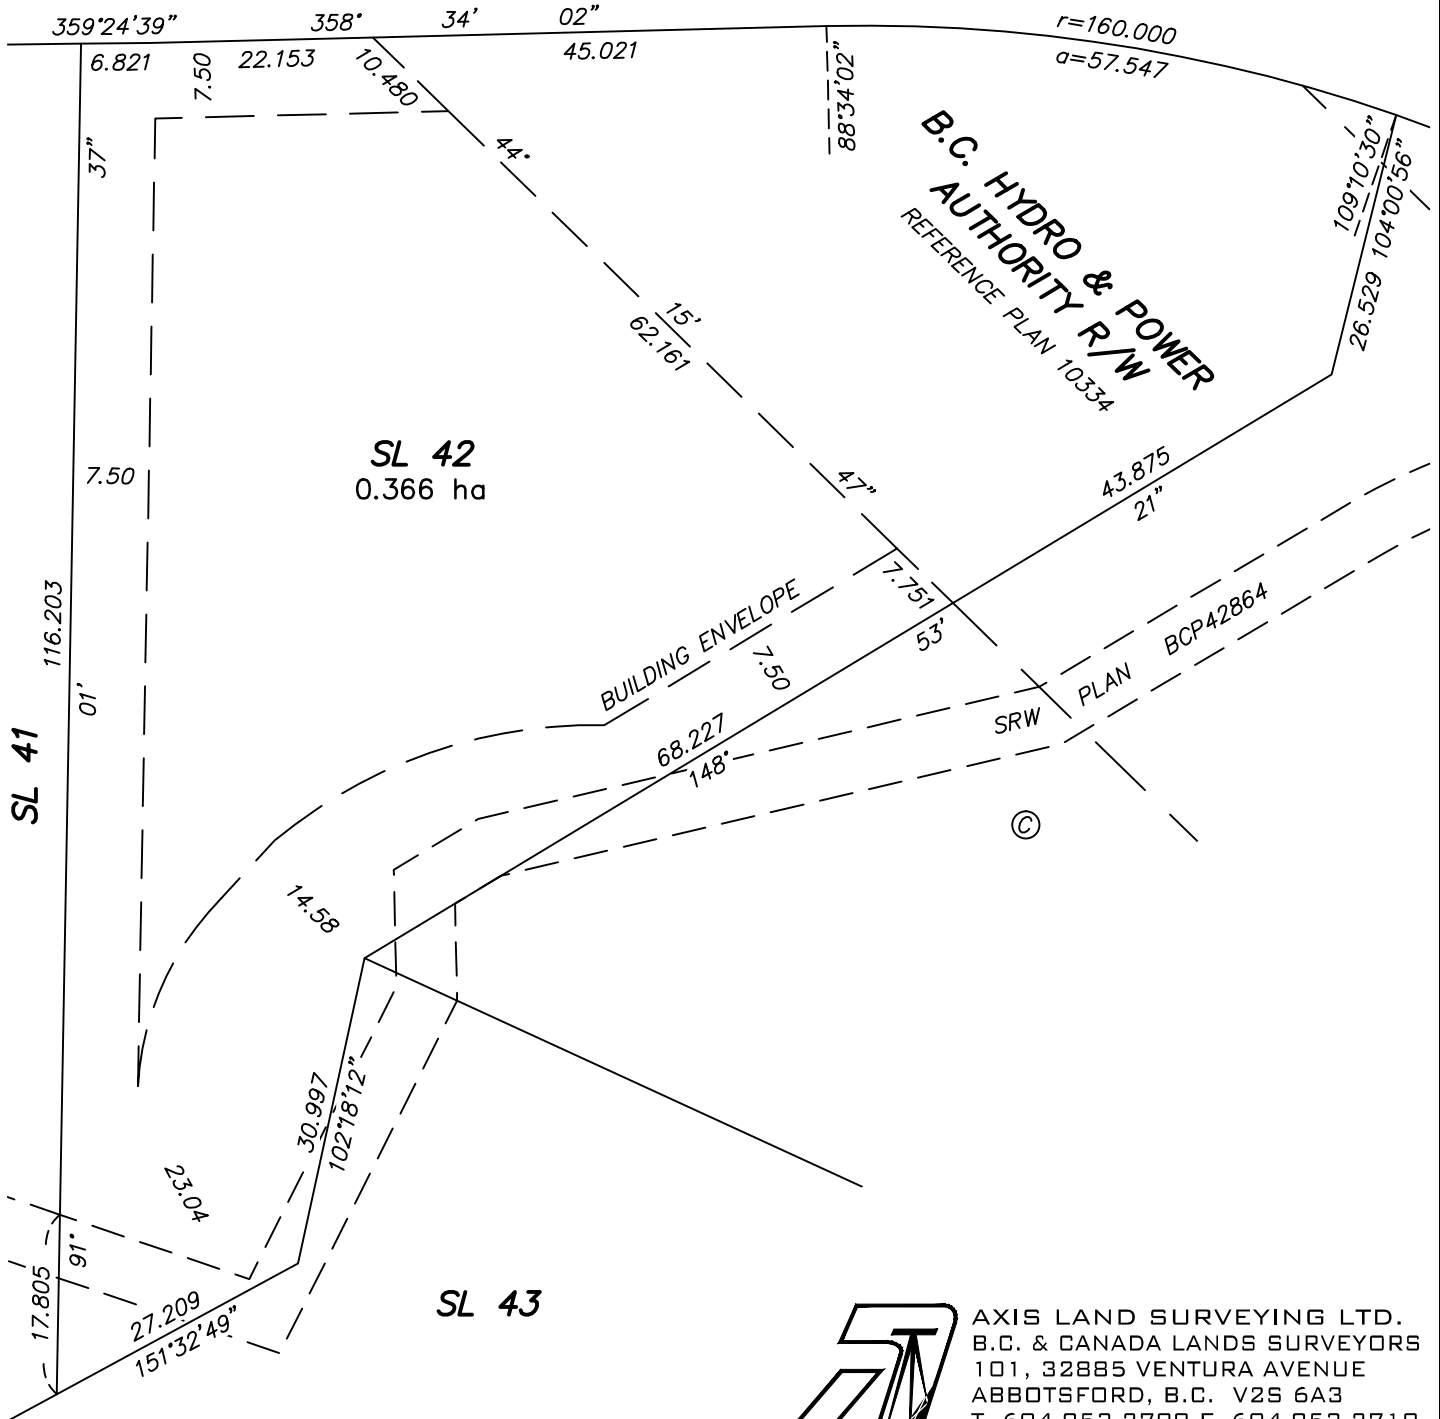 359°24'39" 358° 34' 02"
6.821 22.153 45.021
r=160.000
a=57.547
7.50
10.480
37"
44°
88°34'02"
109°10'30"
104°00'56"
26.529
B.C. HYDRO & POWER
AUTHORITY R/W
REFERENCE PLAN 10334
15'
62.161
SL 42
0.366 ha
7.50
47"
43.875
21"
7.751
53'
BUILDING ENVELOPE
7.50
116.203
01'
SL 41
68.227
148°
SRW PLAN BCP42864
C
14.58
30.997
102°18'12"
23.04
91°
17.805
27.209
151°32'49"
SL 43
AXIS LAND SURVEYING LTD.
B.C. & CANADA LANDS SURVEYORS
101, 32885 VENTURA AVENUE
ABBOTSFORD, B.C. V2S 6A3